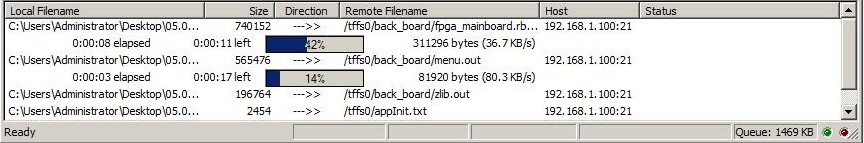 Local Filename Size Direction Remote Filename Host Status
C:\Users\Administrator\Desktop\05.0... 740152 --->> /tffs0/back_board/fpga_mainboard.rb... 192.168.1.100:21
0:00:08 elapsed 0:00:11 left 42% 311296 bytes (36.7 KB/s)
C:\Users\Administrator\Desktop\05.0... 565476 --->> /tffs0/back_board/menu.out 192.168.1.100:21
0:00:03 elapsed 0:00:17 left 14% 81920 bytes (80.3 KB/s)
C:\Users\Administrator\Desktop\05.0... 196764 --->> /tffs0/back_board/zlib.out 192.168.1.100:21
C:\Users\Administrator\Desktop\05.0... 2454 --->> /tffs0/appInit.txt 192.168.1.100:21
Ready Queue: 1469 KB